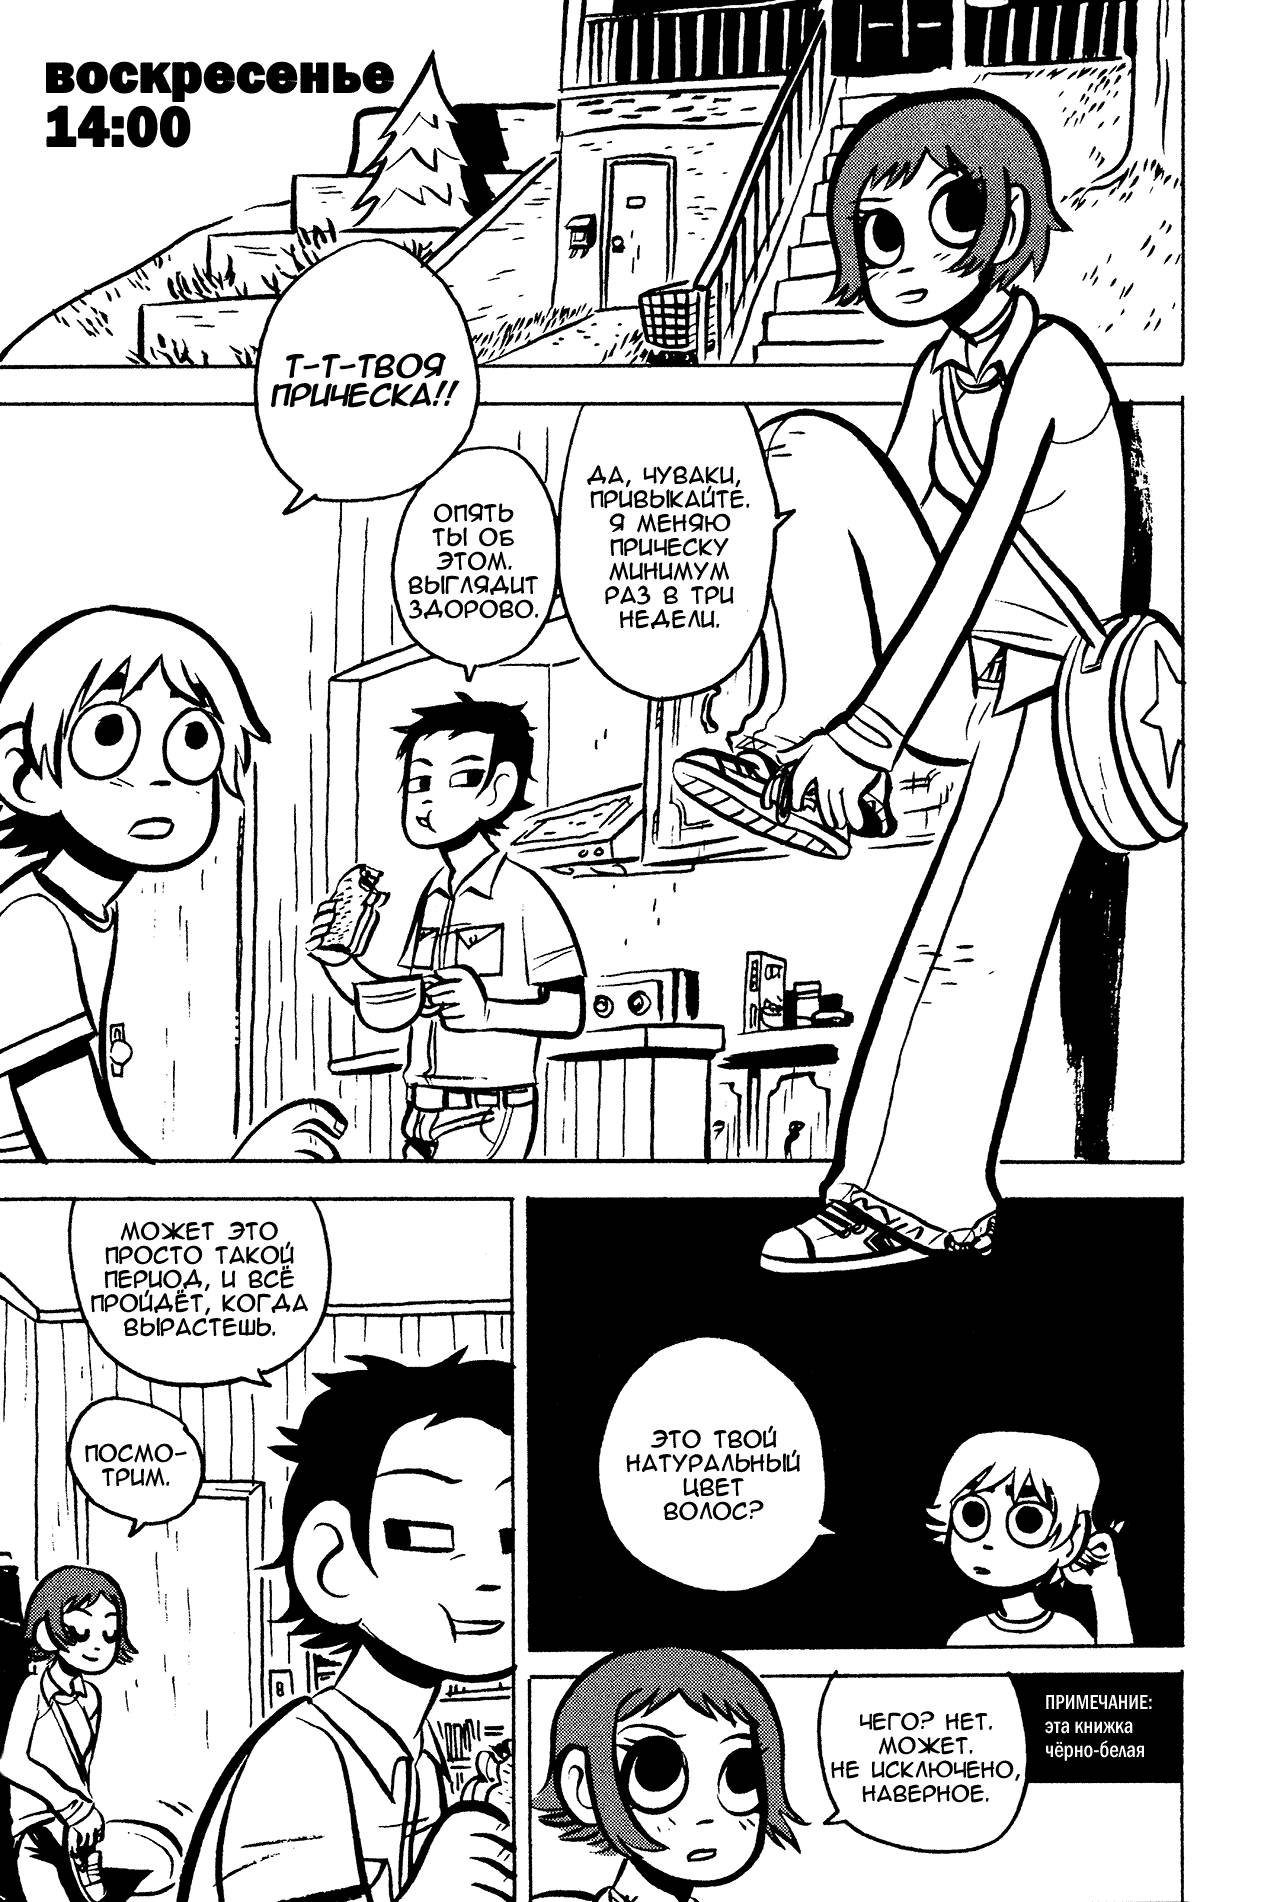 воскресенье
14:00
Т-Т-ТВОЯ
ПРИЧЕСКА!!
ОПЯТЬ
ТЫ ОБ
ЭТОМ.
ВЫГЛЯДИТ
ЗДОРОВО.
ДА, ЧУВАКИ,
ПРИВЫКАЙТЕ.
Я МЕНЯЮ
ПРИЧЕСКУ
МИНИМУМ
РАЗ В ТРИ
НЕДЕЛИ.
МОЖЕТ ЭТО
ПРОСТО ТАКОЙ
ПЕРИОД, И ВСЁ
ПРОЙДЁТ, КОГДА
ВЫРАСТЕШЬ.
ПОСМО-
ТРИМ.
ЭТО ТВОЙ
НАТУРАЛЬНЫЙ
ЦВЕТ
ВОЛОС?
ЧЕГО? НЕТ.
МОЖЕТ.
НЕ ИСКЛЮЧЕНО,
НАВЕРНОЕ.
ПРИМЕЧАНИЕ:
эта книжка
чёрно-белая